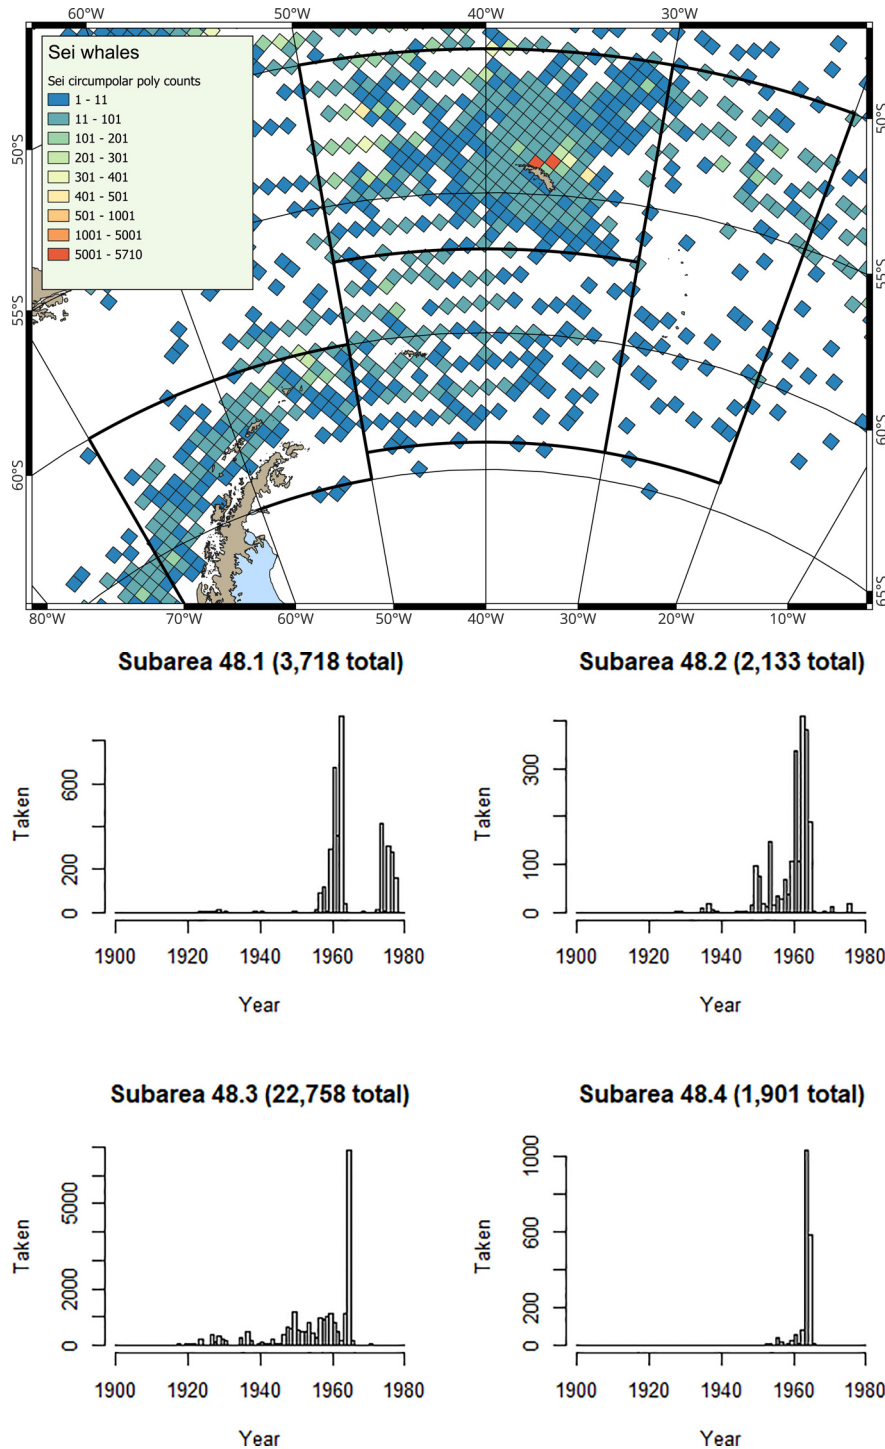 60°W 50°W 40°W 30°W
Sei whales
Sei circumpolar poly counts
1 - 11
11 - 101
101 - 201
201 - 301
301 - 401
401 - 501
501 - 1001
1001 - 5001
5001 - 5710
50°S
55°S
60°S
50°S
55°S
60°S
65°S
80°W 70°W 60°W 50°W 40°W 30°W 20°W 10°W
Subarea 48.1 (3,718 total)
Taken
0 200 600
1900 1920 1940 1960 1980
Year
Subarea 48.2 (2,133 total)
Taken
0 100 300
1900 1920 1940 1960 1980
Year
Subarea 48.3 (22,758 total)
Taken
0 2000 5000
1900 1920 1940 1960 1980
Year
Subarea 48.4 (1,901 total)
Taken
0 200 600 1000
1900 1920 1940 1960 1980
Year